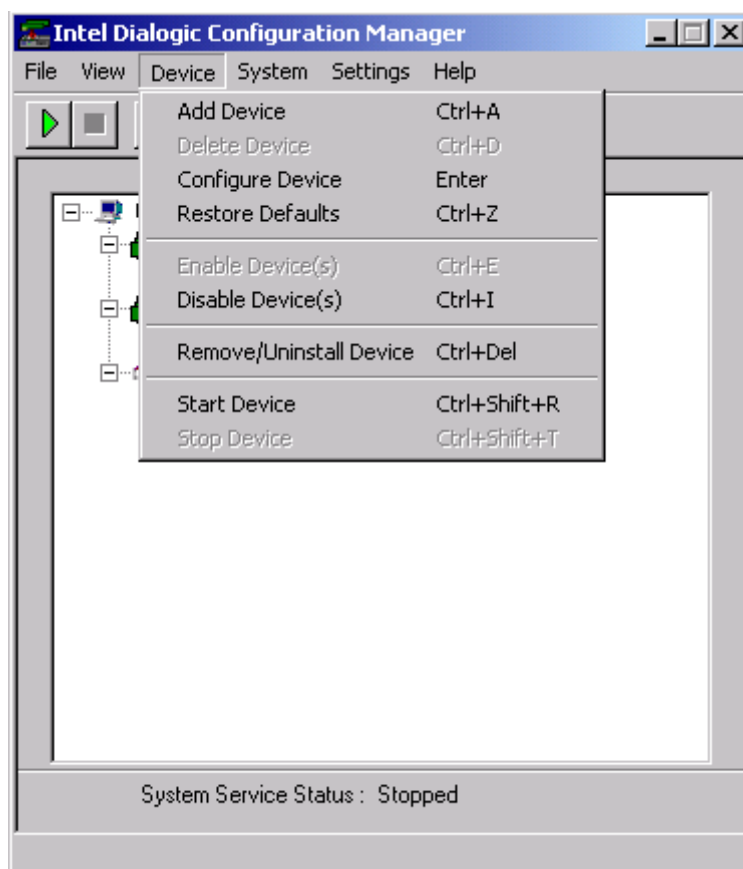 Intel Dialogic Configuration Manager
File View Device System Settings Help
Add Device Ctrl+A
Delete Device Ctrl+D
Configure Device Enter
Restore Defaults Ctrl+Z
Enable Device(s) Ctrl+E
Disable Device(s) Ctrl+I
Remove/Uninstall Device Ctrl+Del
Start Device Ctrl+Shift+R
Stop Device Ctrl+Shift+T
System Service Status : Stopped